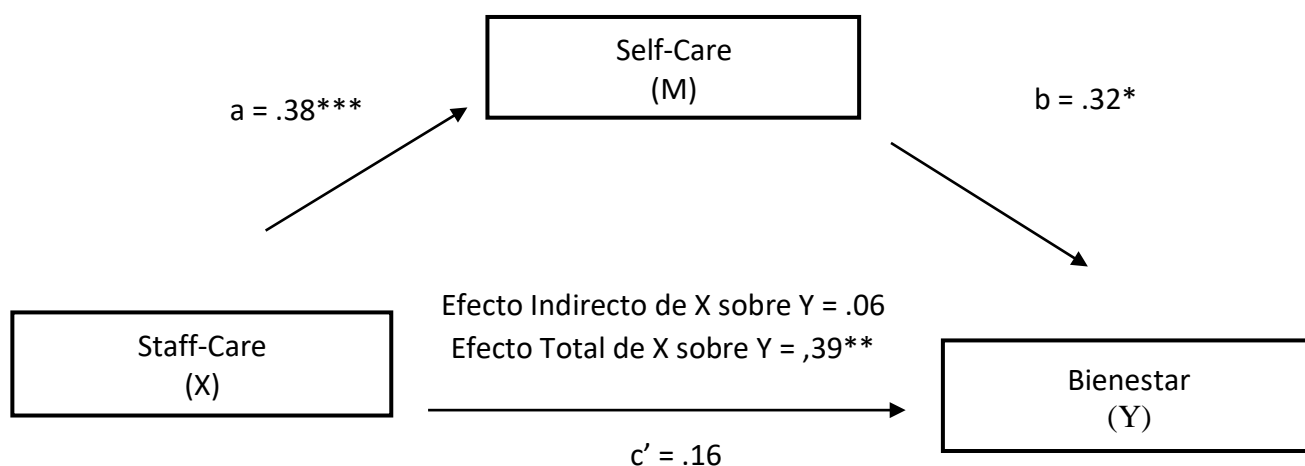 Self-Care
(M)
a = .38***
b = .32*
Efecto Indirecto de X sobre Y = .06
Efecto Total de X sobre Y = ,39**
Staff-Care
(X)
Bienestar
(Y)
c’ = .16